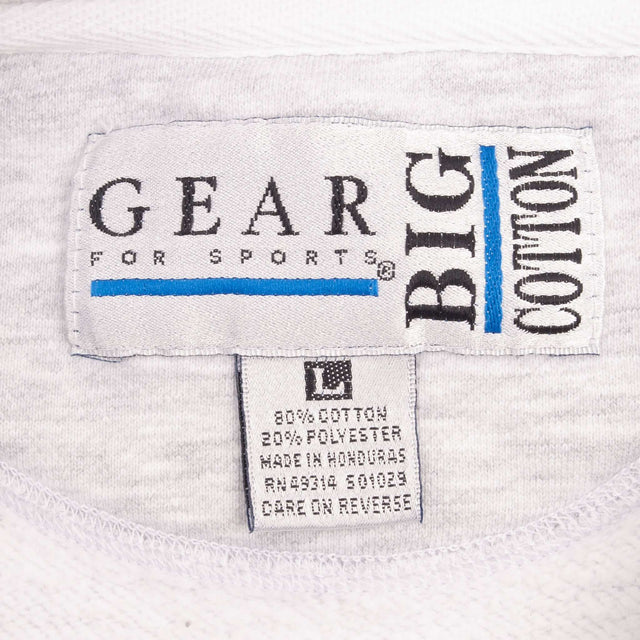 GEAR
FOR SPORTS®
BIG
COTTON
L
80% COTTON
20% POLYESTER
MADE IN HONDURAS
RN49314 S01029
CARE ON REVERSE